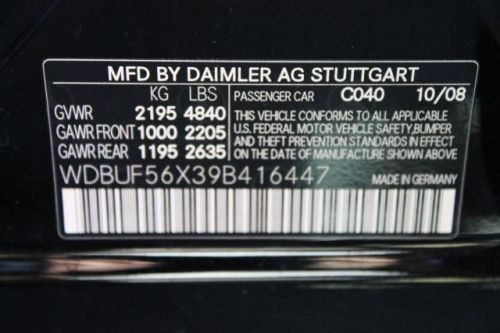 MFD BY DAIMLER AG STUTTGART
KG LBS PASSENGER CAR C040 10/08
GVWR 2195 4840 THIS VEHICLE CONFORMS TO ALL APPLICABLE
GAWR FRONT 1000 2205 U.S. FEDERAL MOTOR VEHICLE SAFETY, BUMPER
GAWR REAR 1195 2635 AND THEFT PREVENTION STANDARDS IN
EFFECT ON THE DATE OF MANUFACTURE
WDBUF56X39B416447 MADE IN GERMANY